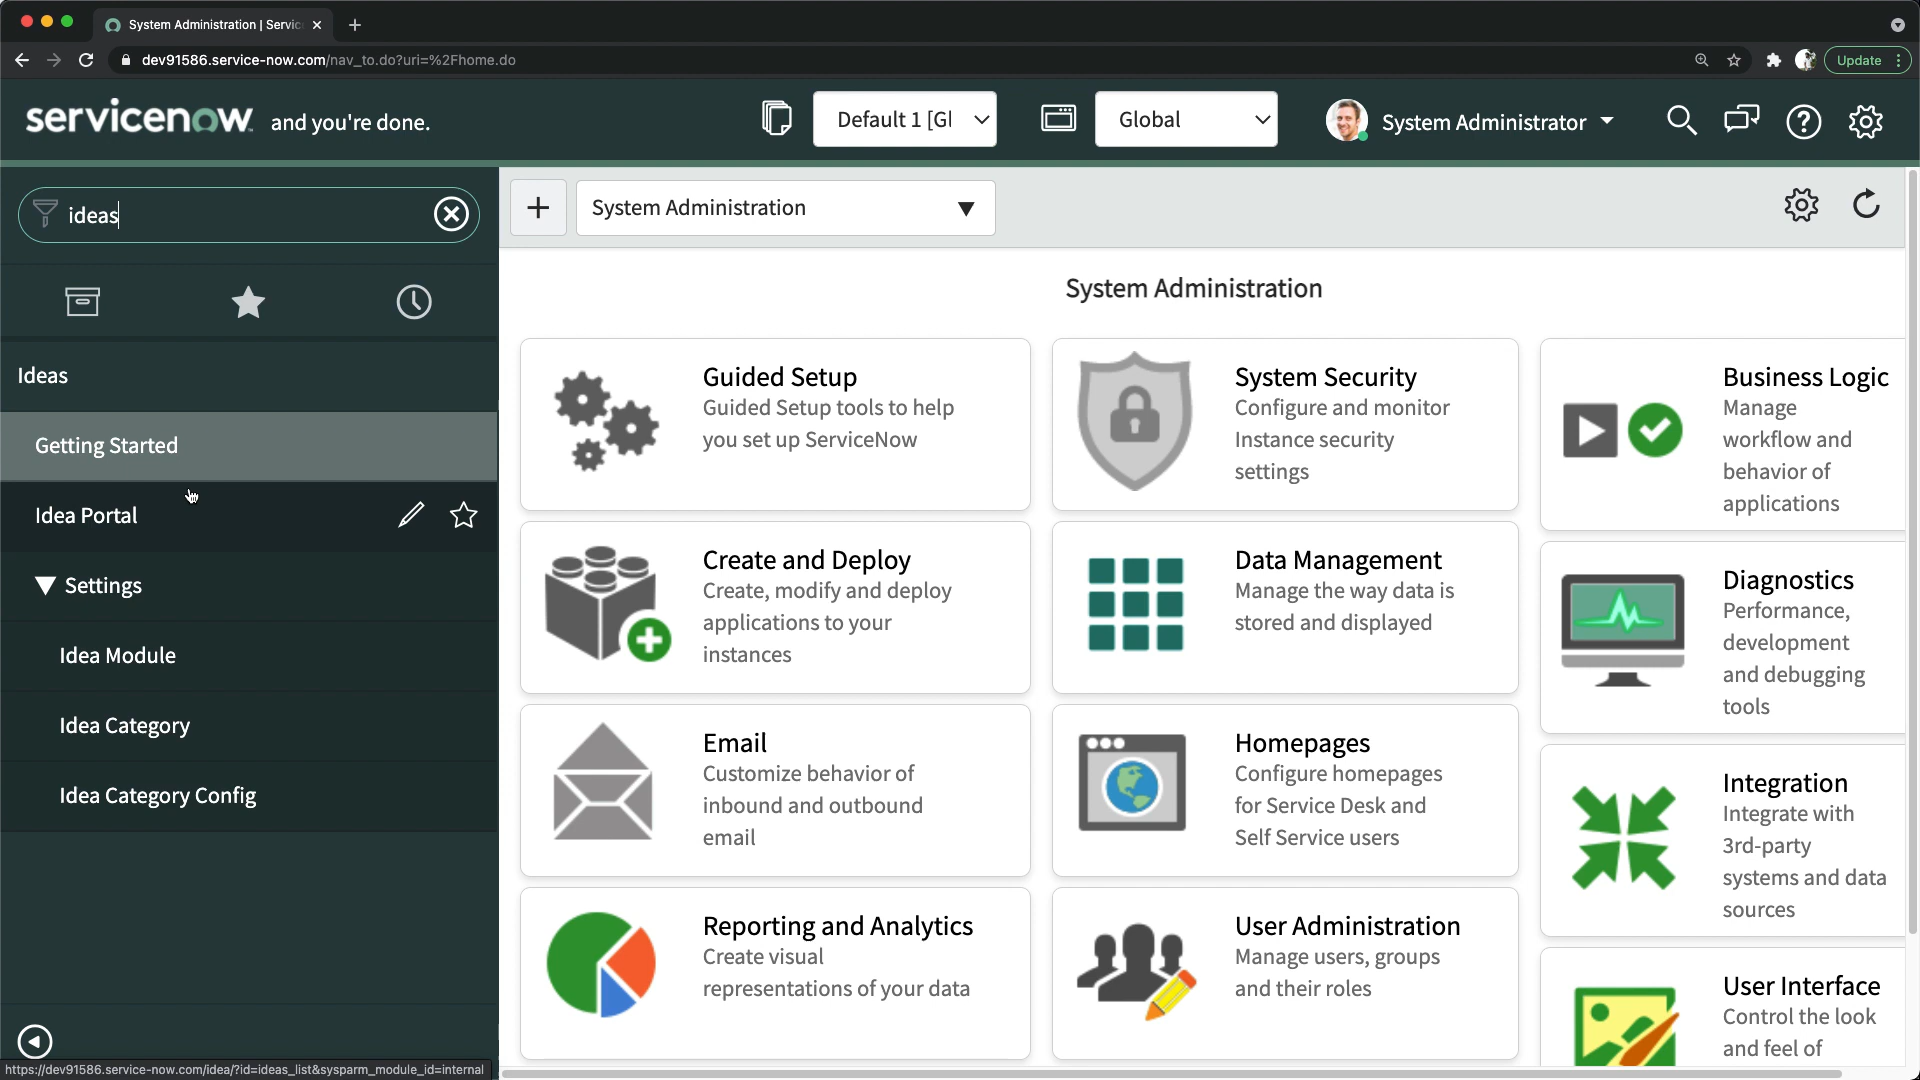 System Administration | Servic
dev91586.service-now.com/nav_to.do?uri=%2Fhome.do
Update
servicenow and you're done.
Default 1 [Gl
Global
System Administrator
ideas
System Administration
Ideas
Getting Started
Idea Portal
Settings
Idea Module
Idea Category
Idea Category Config
System Administration
Guided Setup
Guided Setup tools to help
you set up ServiceNow
System Security
Configure and monitor
Instance security
settings
Business Logic
Manage
workflow and
behavior of
applications
Create and Deploy
Create, modify and deploy
applications to your
instances
Data Management
Manage the way data is
stored and displayed
Diagnostics
Performance,
development
and debugging
tools
Email
Customize behavior of
inbound and outbound
email
Homepages
Configure homepages
for Service Desk and
Self Service users
Integration
Integrate with
3rd-party
systems and data
sources
Reporting and Analytics
Create visual
representations of your data
User Administration
Manage users, groups
and their roles
User Interface
Control the look
and feel of
https://dev91586.service-now.com/idea/?id=ideas_list&sysparm_module_id=internal